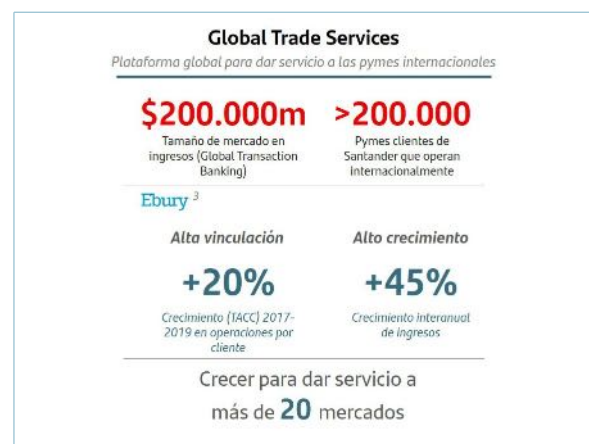 Global Trade Services
Plataforma global para dar servicio a las pymes internacionales
$200.000m
Tamaño de mercado en
ingresos (Global Transaction
Banking)
>200.000
Pymes clientes de
Santander que operan
internacionalmente
Ebury 3
Alta vinculación
+20%
Crecimiento (TACC) 2017-
2019 en operaciones por
cliente
Alto crecimiento
+45%
Crecimiento interanual
de ingresos
Crecer para dar servicio a
más de 20 mercados